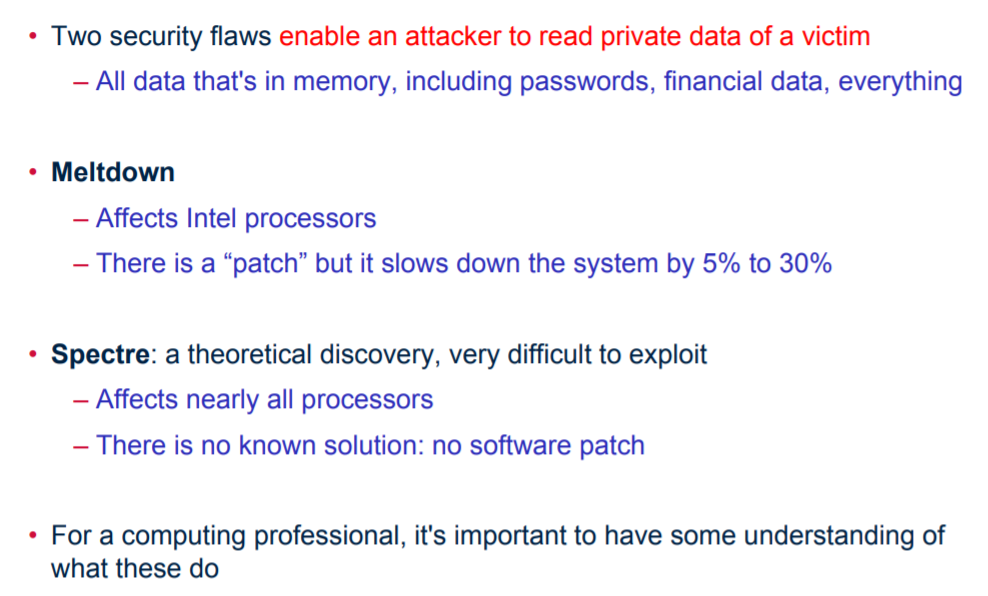 • Two security flaws enable an attacker to read private data of a victim
– All data that's in memory, including passwords, financial data, everything
• Meltdown
– Affects Intel processors
– There is a “patch” but it slows down the system by 5% to 30%
• Spectre: a theoretical discovery, very difficult to exploit
– Affects nearly all processors
– There is no known solution: no software patch
• For a computing professional, it's important to have some understanding of
what these do